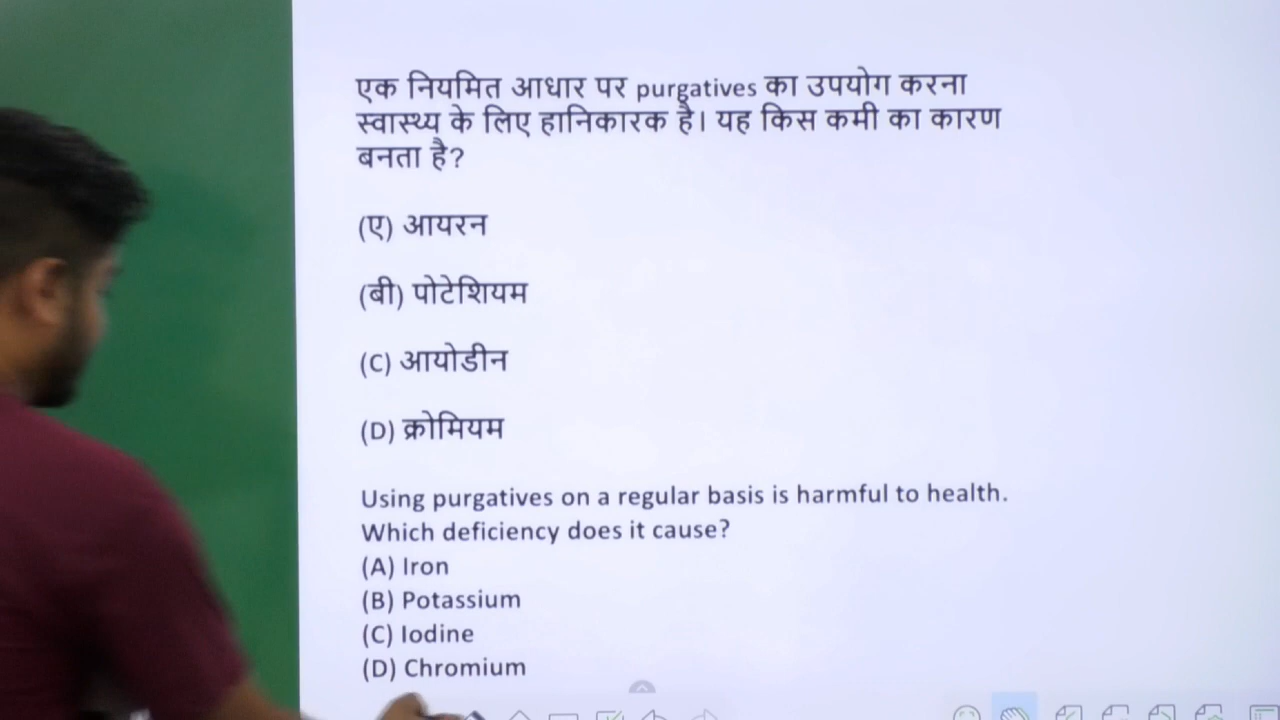 एक नियमित आधार पर purgatives का उपयोग करना
स्वास्थ्य के लिए हानिकारक है। यह किस कमी का कारण
बनता है?
(ए) आयरन
(बी) पोटेशियम
(C) आयोडीन
(D) क्रोमियम
Using purgatives on a regular basis is harmful to health.
Which deficiency does it cause?
(A) Iron
(B) Potassium
(C) Iodine
(D) Chromium